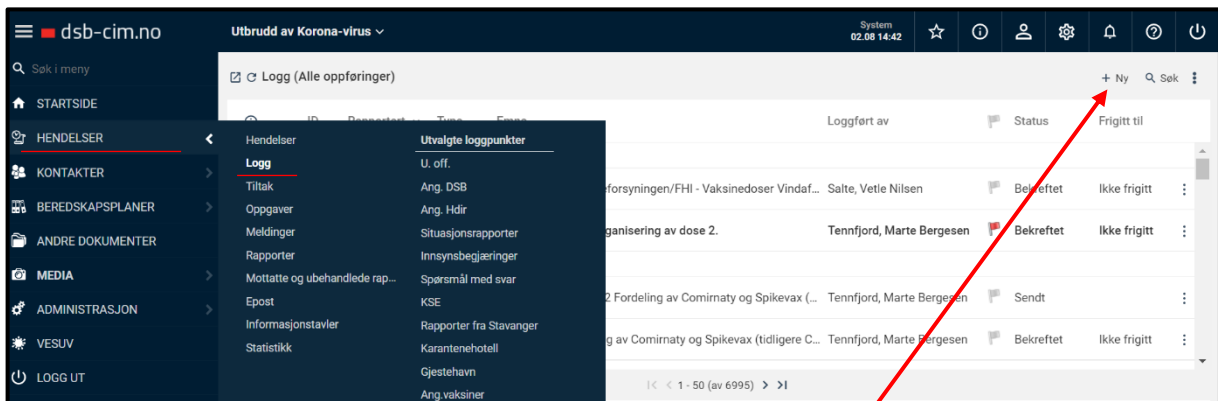 dsb-cim.no
Utbrudd av Korona-virus
System
02.08 14:42
Søk i meny
STARTSIDE
HENDELSER
KONTAKTER
BEREDSKAPSPLANER
ANDRE DOKUMENTER
MEDIA
ADMINISTRASJON
VESUV
LOGG UT
Logg (Alle oppføringer)
+ Ny Søk
Loggført av Status Frigitt til
Hendelser
Logg
Tiltak
Oppgaver
Meldinger
Rapporter
Mottatte og ubehandlede rap...
Epost
Informasjonstavler
Statistikk
Utvalgte loggpunkter
U. off.
Ang. DSB
Ang. Hdir
Situasjonsrapporter
Innsynsbegjæringer
Spørsmål med svar
KSE
Rapporter fra Stavanger
Karantenehotell
Gjestehavn
Ang.vaksiner
eforsyningen/FHI - Vaksinedoser Vindaf... Salte, Vetle Nilsen Bekreftet Ikke frigitt
ganisering av dose 2. Tennfjord, Marte Bergesen Bekreftet Ikke frigitt
2 Fordeling av Comirnaty og Spikevax (... Tennfjord, Marte Bergesen Sendt
g av Comirnaty og Spikevax (tidligere C... Tennfjord, Marte Bergesen Bekreftet Ikke frigitt
1 - 50 (av 6995)